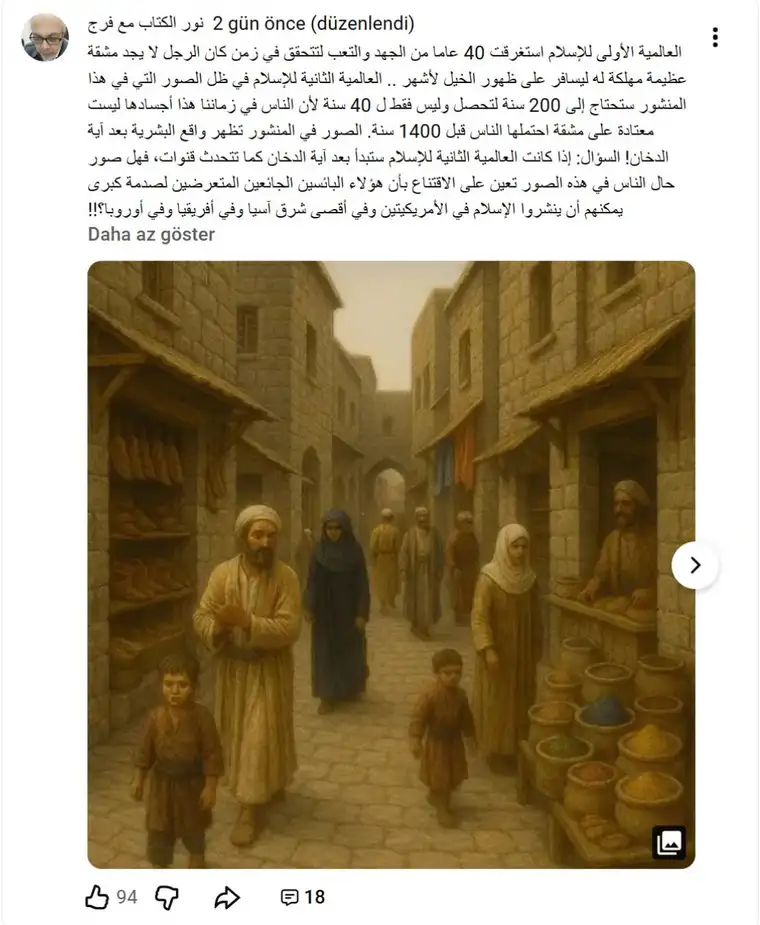 نور الكتاب مع فرج 2 gün önce (düzenlendi)
العالمية الأولى للإسلام استغرقت 40 عاما من الجهد والتعب لتتحقق في زمن كان الرجل لا يجد مشقة
عظيمة مهلكة له ليسافر على ظهور الخيل لأشهر .. العالمية الثانية للإسلام في ظل الصور التي في هذا
المنشور ستحتاج إلى 200 سنة لتحصل وليس فقط ل 40 سنة لأن الناس في زماننا هذا أجسادها ليست
معتادة على مشقة احتملها الناس قبل 1400 سنة. الصور في المنشور تظهر واقع البشرية بعد آية
الدخان! السؤال: إذا كانت العالمية الثانية للإسلام ستبدأ بعد آية الدخان كما تتحدث قنوات، فهل صور
حال الناس في هذه الصور تعين على الاقتناع بأن هؤلاء البائسين الجائعين المتعرضين لصدمة كبرى
يمكنهم أن ينشروا الإسلام في الأمريكيتين وفي أقصى شرق آسيا وفي أفريقيا وفي أوروبا؟!!!
Daha az göster
94
18